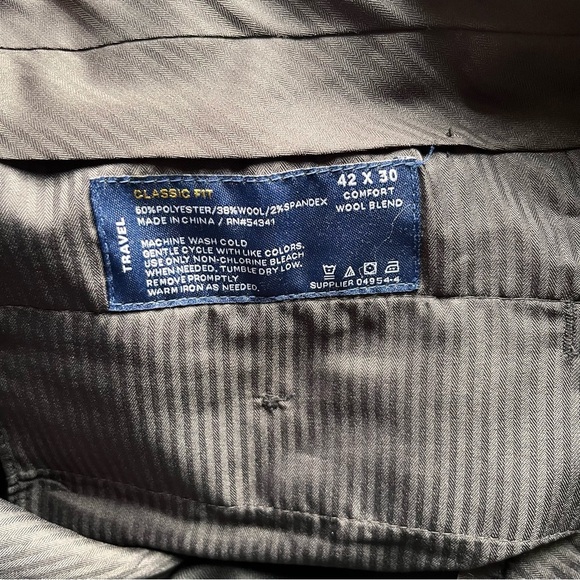 TRAVEL
CLASSIC FIT
60%POLYESTER/38%WOOL/2%SPANDEX
MADE IN CHINA / RN#54341
MACHINE WASH COLD
GENTLE CYCLE WITH LIKE COLORS.
USE ONLY NON-CHLORINE BLEACH
WHEN NEEDED. TUMBLE DRY LOW.
REMOVE PROMPTLY
WARM IRON AS NEEDED.
42 X 30
COMFORT
WOOL BLEND
SUPPLIER 04954-4